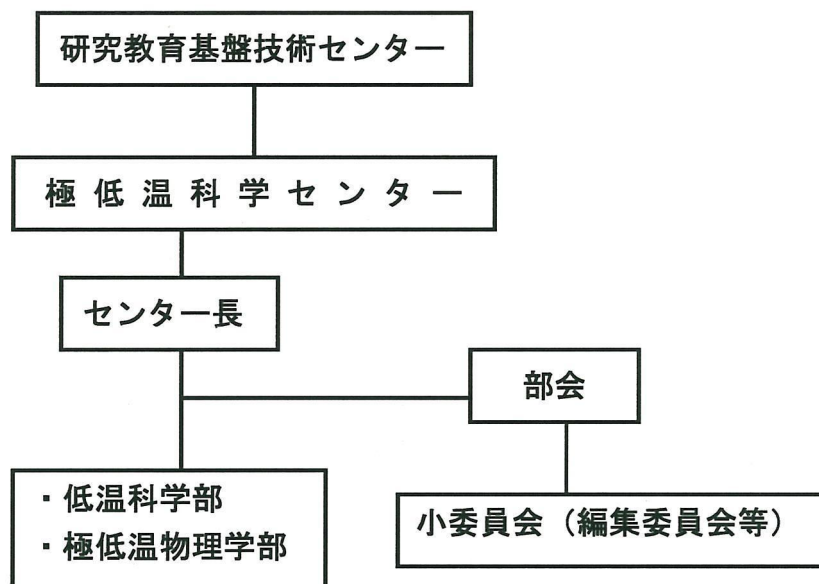 研究教育基盤技術センター
極低温科学センター
センター長
部会
・低温科学部
・極低温物理学部
小委員会（編集委員会等）